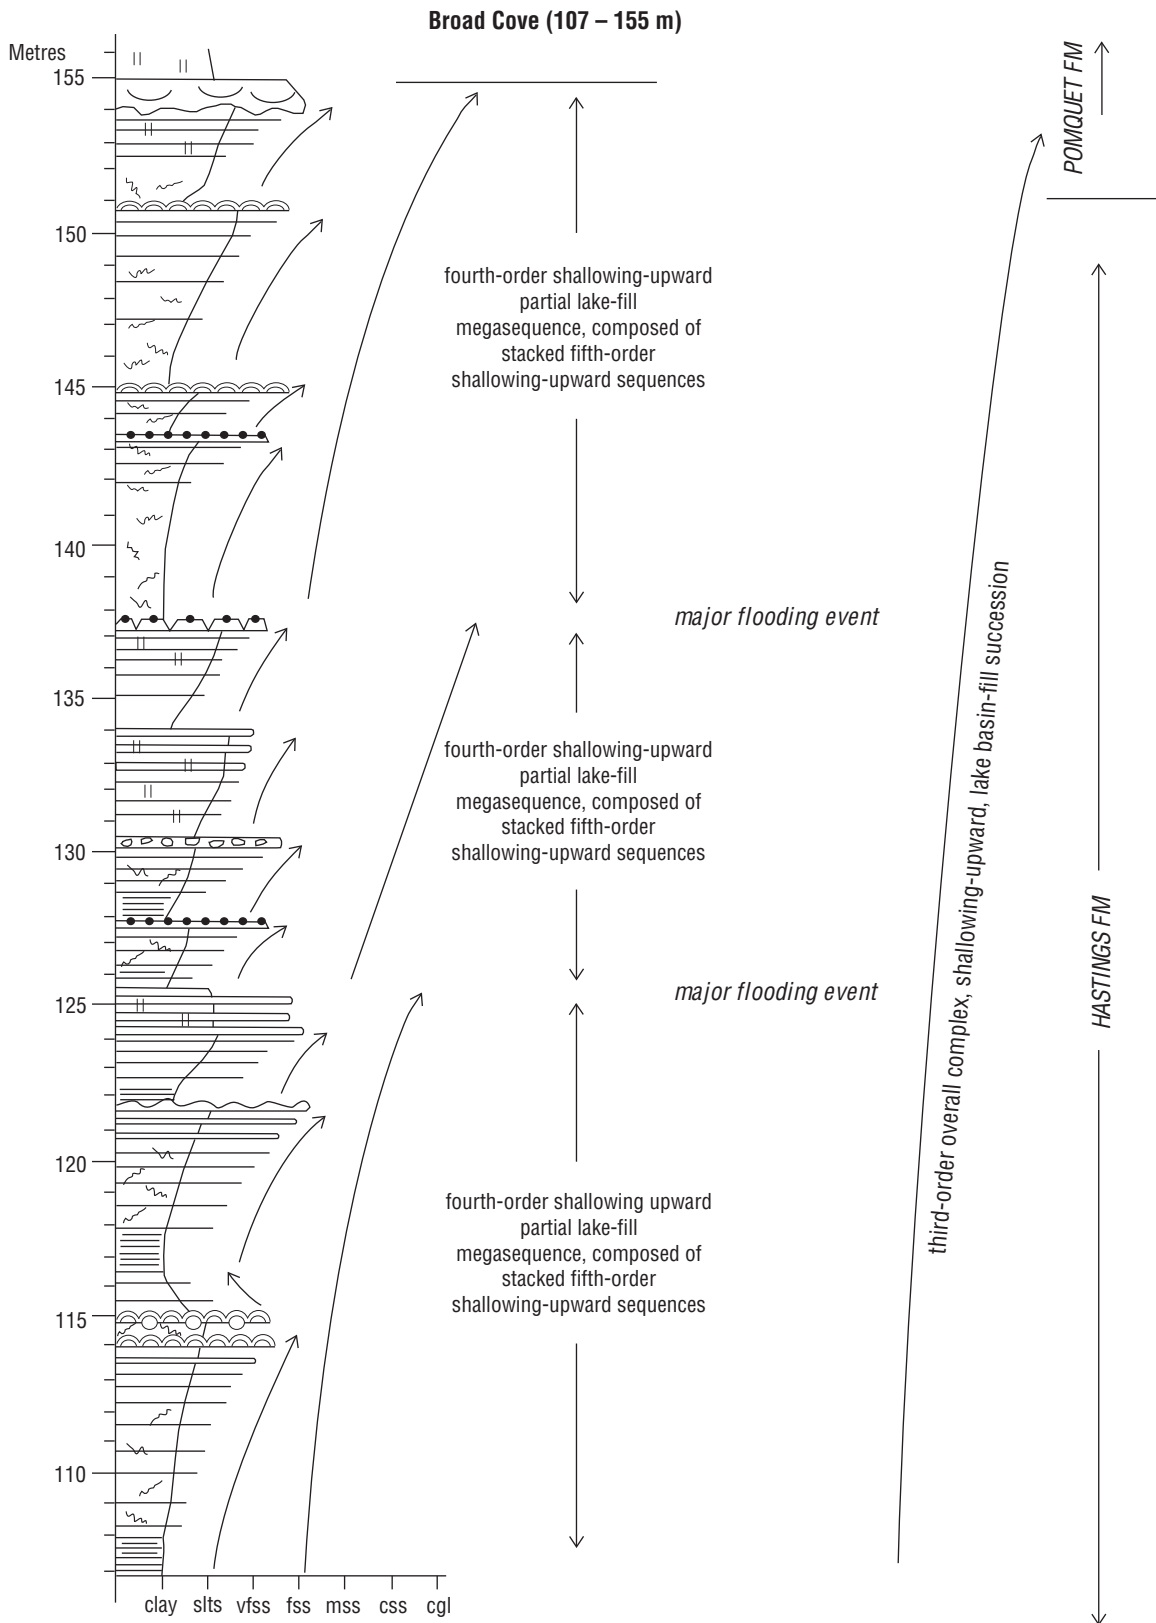 Broad Cove (107 – 155 m)
Metres
155
150
145
140
135
130
125
120
115
110
clay slts vfss fss mss css cgl
fourth-order shallowing-upward
partial lake-fill
megasequence, composed of
stacked fifth-order
shallowing-upward sequences
major flooding event
fourth-order shallowing-upward
partial lake-fill
megasequence, composed of
stacked fifth-order
shallowing-upward sequences
major flooding event
fourth-order shallowing upward
partial lake-fill
megasequence, composed of
stacked fifth-order
shallowing-upward sequences
third-order overall complex, shallowing-upward, lake basin-fill succession
POMQUET FM
HASTINGS FM